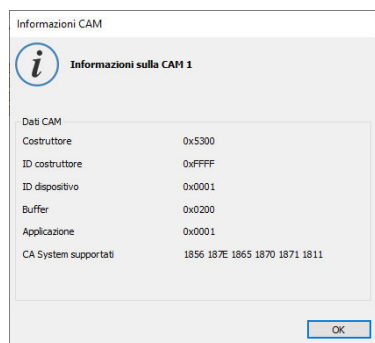 Informazioni CAM
i
Informazioni sulla CAM 1
Dati CAM
Costruttore 0x5300
ID costruttore 0xFFFF
ID dispositivo 0x0001
Buffer 0x0200
Applicazione 0x0001
CA System supportati 1856 187E 1865 1870 1871 1811
OK